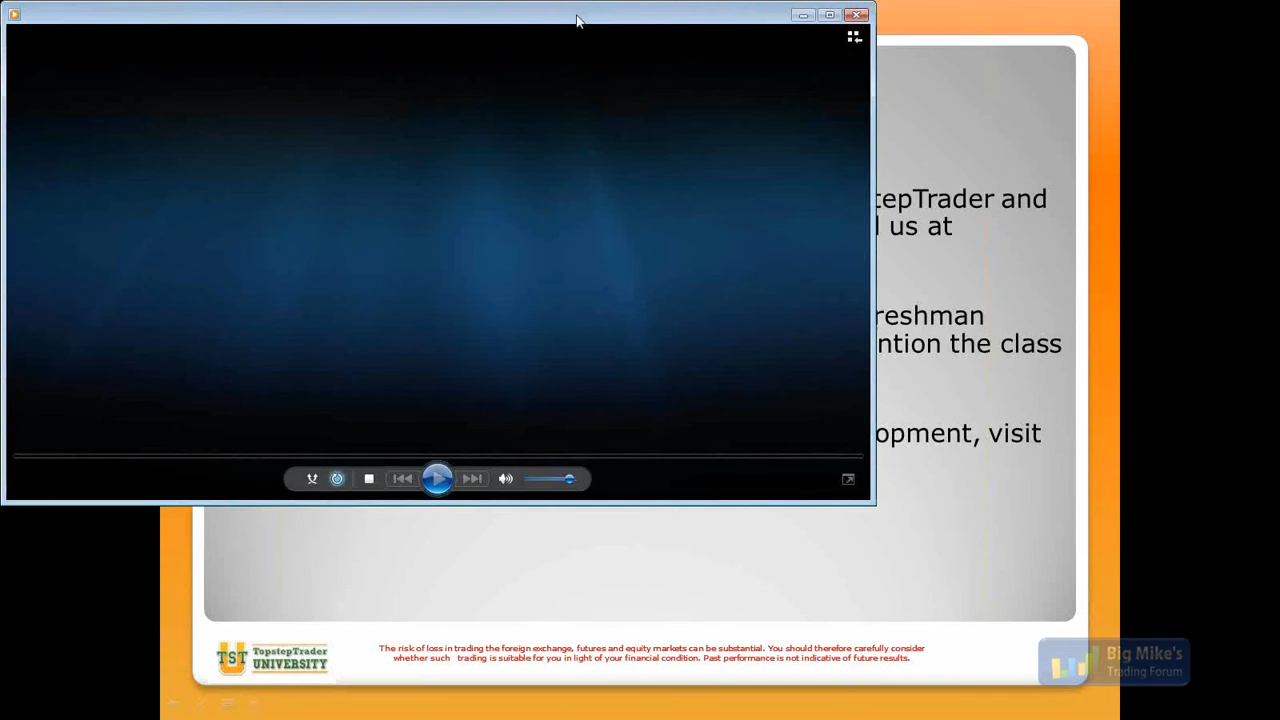 tepTrader and
us at
reshman
ntion the class
opment, visit
TST
TopstepTrader
UNIVERSITY
The risk of loss in trading the foreign exchange, futures and equity markets can be substantial. You should therefore carefully consider
whether such trading is suitable for you in light of your financial condition. Past performance is not indicative of future results.
Big Mike's
Trading Forum